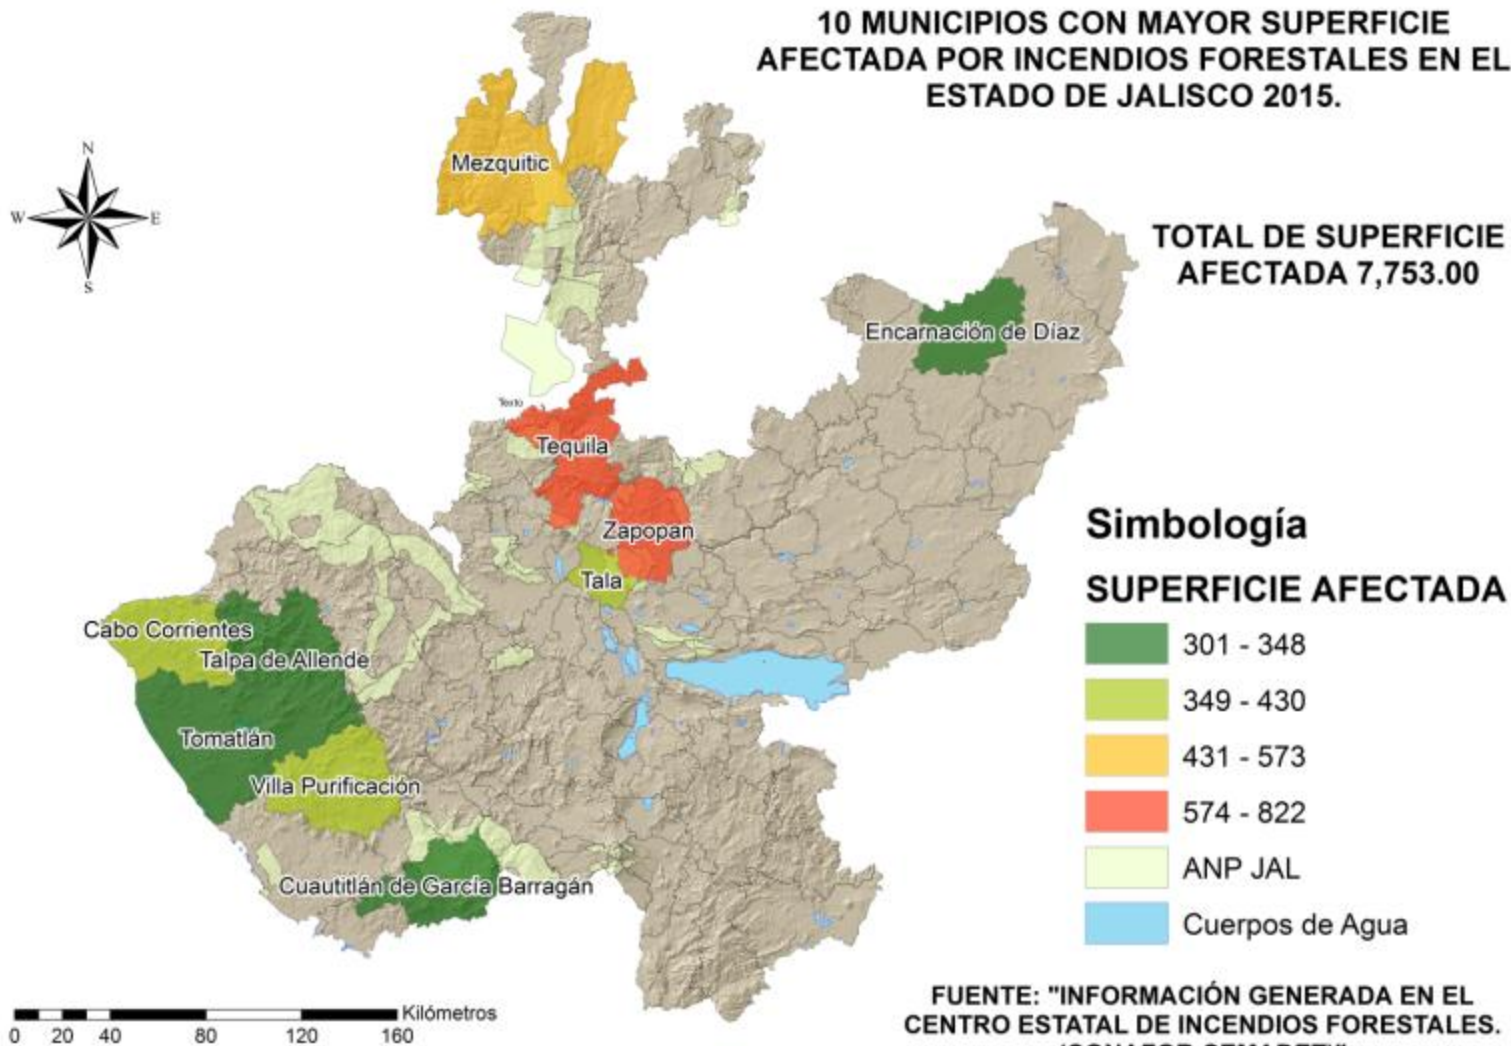 10 MUNICIPIOS CON MAYOR SUPERFICIE
AFECTADA POR INCENDIOS FORESTALES EN EL
ESTADO DE JALISCO 2015.
N
W
E
S
Mezquitic
TOTAL DE SUPERFICIE
AFECTADA 7,753.00
Encarnación de Díaz
Texto
Tequila
Zapopan
Tala
Cabo Corrientes
Talpa de Allende
Tomatlán
Villa Purificación
Cuautitlán de García Barragán
Simbología
SUPERFICIE AFECTADA
301 - 348
349 - 430
431 - 573
574 - 822
ANP JAL
Cuerpos de Agua
Kilómetros
0 20 40 80 120 160
FUENTE: "INFORMACIÓN GENERADA EN EL
CENTRO ESTATAL DE INCENDIOS FORESTALES.